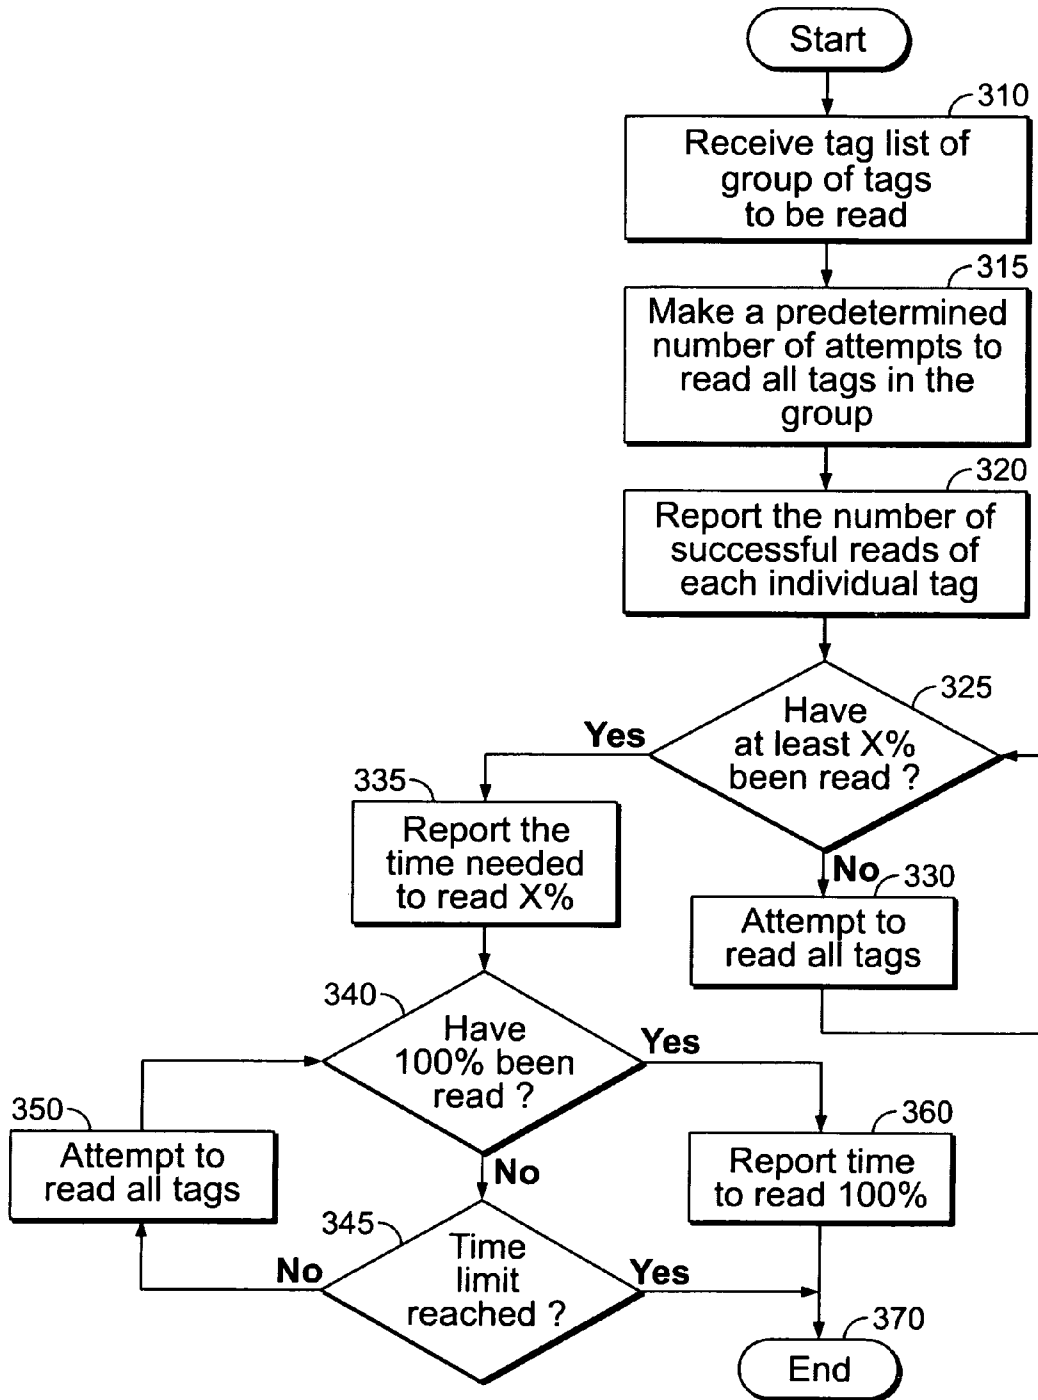 Start
310
Receive tag list of
group of tags
to be read
315
Make a predetermined
number of attempts to
read all tags in the
group
320
Report the number of
successful reads of
each individual tag
325
Have
at least X%
been read ?
Yes
No
335
Report the
time needed
to read X%
330
Attempt to
read all tags
340
Have
100% been
read ?
Yes
No
350
Attempt to
read all tags
360
Report time
to read 100%
345
Time
limit
reached ?
No
Yes
370
End